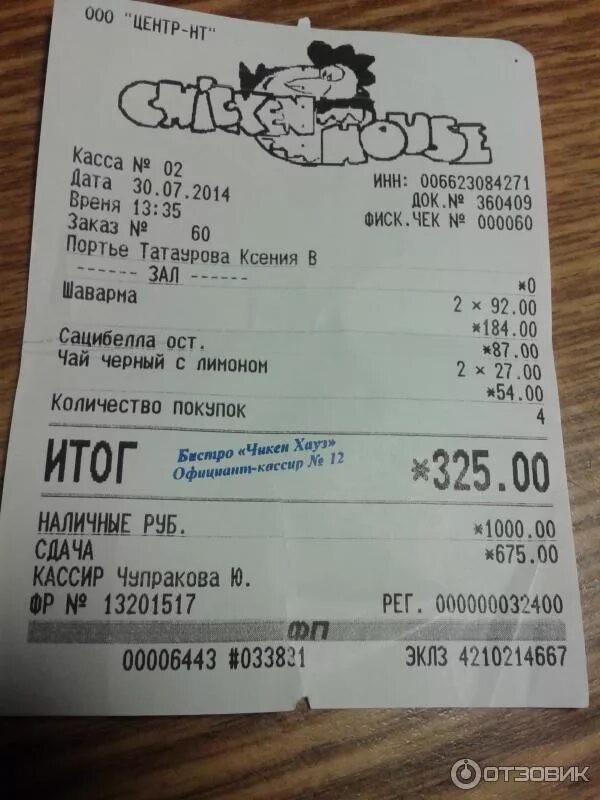 ООО "ЦЕНТР-НТ"
CHICKEN HOUSE
Касса № 02 ИНН: 006623084271
Дата 30.07.2014 ДОК.№ 360409
Время 13:35 ФИСК.ЧЕК № 000060
Заказ № 60
Портье Татаурова Ксения В
------ ЗАЛ ------ *0
Шаварма 2 × 92.00
*184.00
Сацибелла ост. *87.00
Чай черный с лимоном 2 × 27.00
*54.00
Количество покупок 4
ИТОГ *325.00
Бистро «Чикен Хауз»
Официант-кассир № 12
НАЛИЧНЫЕ РУБ. *1000.00
СДАЧА *675.00
КАССИР Чупракова Ю.
ФР № 13201517 РЕГ. 000000032400
ФП
00006443 #033831 ЭКЛЗ 4210214667
ОТЗОВИК